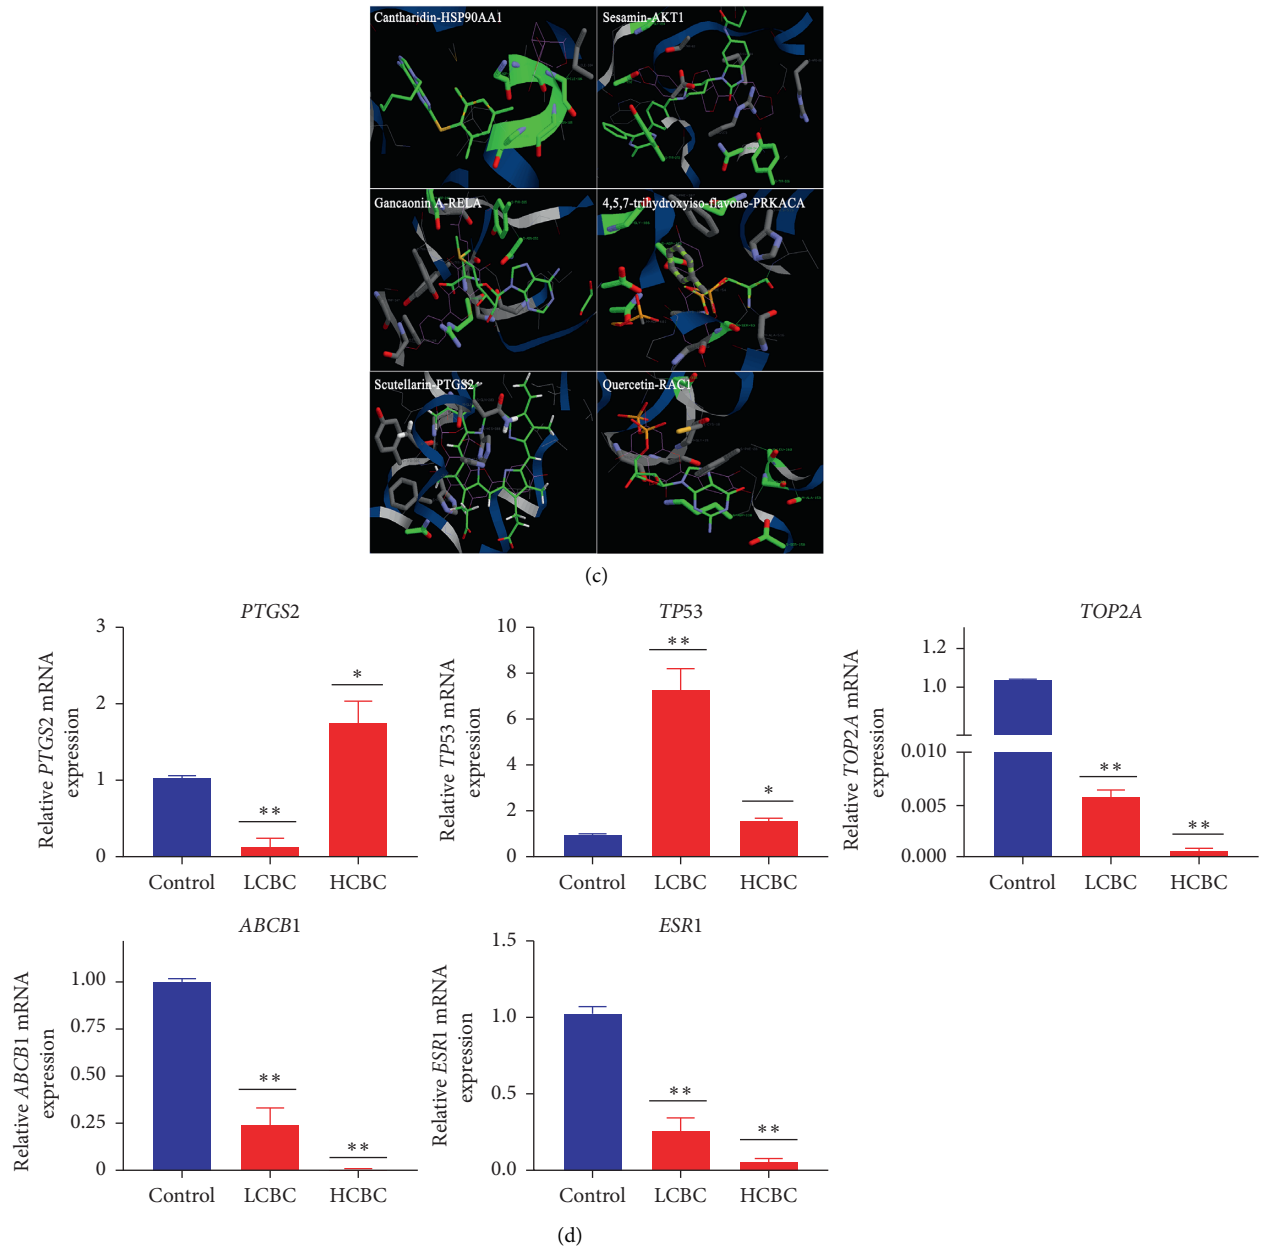 Cantharidin-HSP90AA1
Sesamin-AKT1
Gancaonin A-RELA
4,5,7-trihydroxyiso-flavone-PRKACA
Scutellarin-PTGS2
Quercetin-RAC1
(c)
PTGS2
Relative PTGS2 mRNA
expression
3
2
1
0
**
*
Control
LCBC
HCBC
TP53
Relative TP53 mRNA
expression
10
8
6
4
2
0
**
*
Control
LCBC
HCBC
TOP2A
Relative TOP2A mRNA
expression
1.2
1.0
0.010
0.005
0.000
**
**
Control
LCBC
HCBC
ABCB1
Relative ABCB1 mRNA
expression
1.00
0.75
0.50
0.25
0
**
**
Control
LCBC
HCBC
ESR1
Relative ESR1 mRNA
expression
1.5
1.0
0.5
0.0
**
**
Control
LCBC
HCBC
(d)